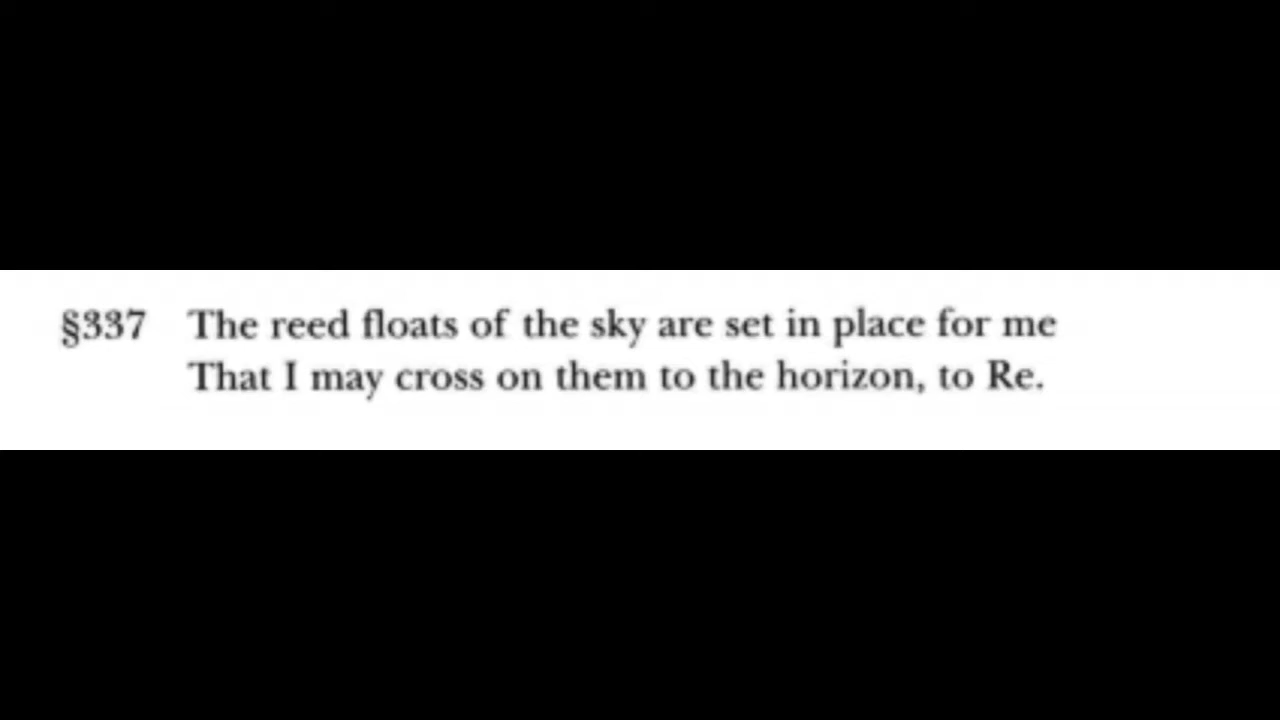 §337 The reed floats of the sky are set in place for me
That I may cross on them to the horizon, to Re.